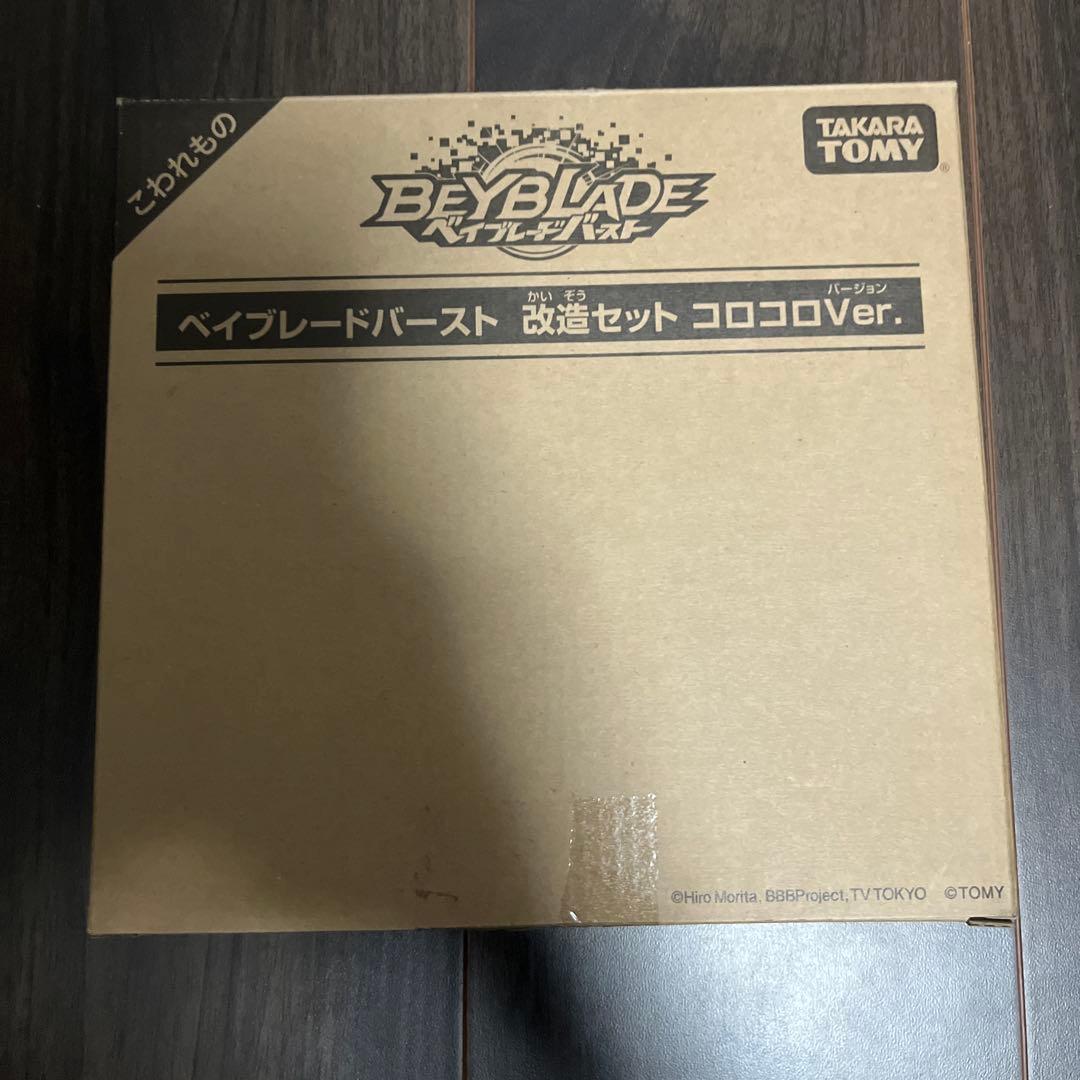 こわれもの
TAKARA
TOMY
®
BEYBLADE
ベイブレードバースト
かい ぞう バージョン
ベイブレードバースト 改造セット コロコロVer.
©Hiro Morita, BBBProject, TV TOKYO ©TOMY